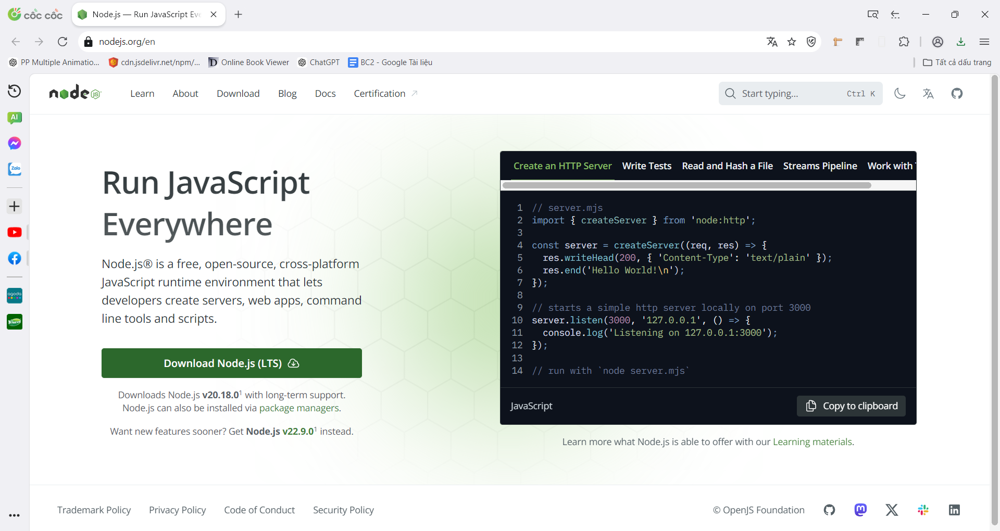 cốc cốc
Node.js — Run JavaScript Eve
nodejs.org/en
PP Multiple Animatio...
cdn.jsdelivr.net/npm/...
Online Book Viewer
ChatGPT
BC2 - Google Tài liệu
Tất cả dấu trang
AI
Zalo
agoda
node JS
Learn
About
Download
Blog
Docs
Certification
Start typing...
Ctrl K
Run JavaScript
Everywhere
Node.js® is a free, open-source, cross-platform
JavaScript runtime environment that lets
developers create servers, web apps, command
line tools and scripts.
Download Node.js (LTS)
Downloads Node.js v20.18.0¹ with long-term support.
Node.js can also be installed via package managers.
Want new features sooner? Get Node.js v22.9.0¹ instead.
Create an HTTP Server
Write Tests
Read and Hash a File
Streams Pipeline
Work with
1 // server.mjs
2 import { createServer } from 'node:http';
3
4 const server = createServer((req, res) => {
5 res.writeHead(200, { 'Content-Type': 'text/plain' });
6 res.end('Hello World!\n');
7 });
8
9 // starts a simple http server locally on port 3000
10 server.listen(3000, '127.0.0.1', () => {
11 console.log('Listening on 127.0.0.1:3000');
12 });
13
14 // run with `node server.mjs`
JavaScript
Copy to clipboard
Learn more what Node.js is able to offer with our Learning materials.
Trademark Policy
Privacy Policy
Code of Conduct
Security Policy
© OpenJS Foundation